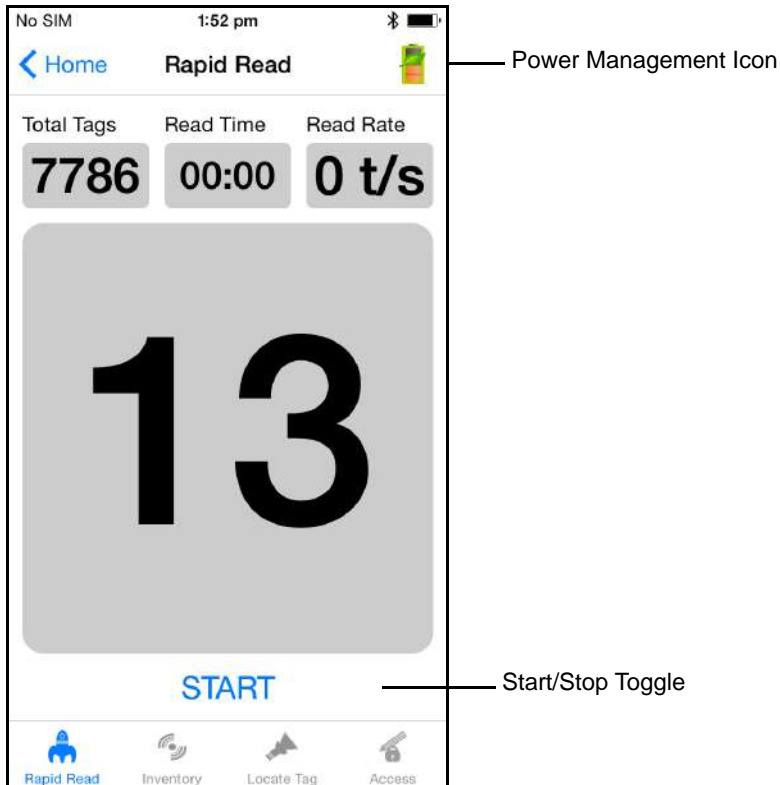 No SIM 1:52 pm
Home Rapid Read
Power Management Icon
Total Tags Read Time Read Rate
7786 00:00 0 t/s
13
START
Start/Stop Toggle
Rapid Read Inventory Locate Tag Access